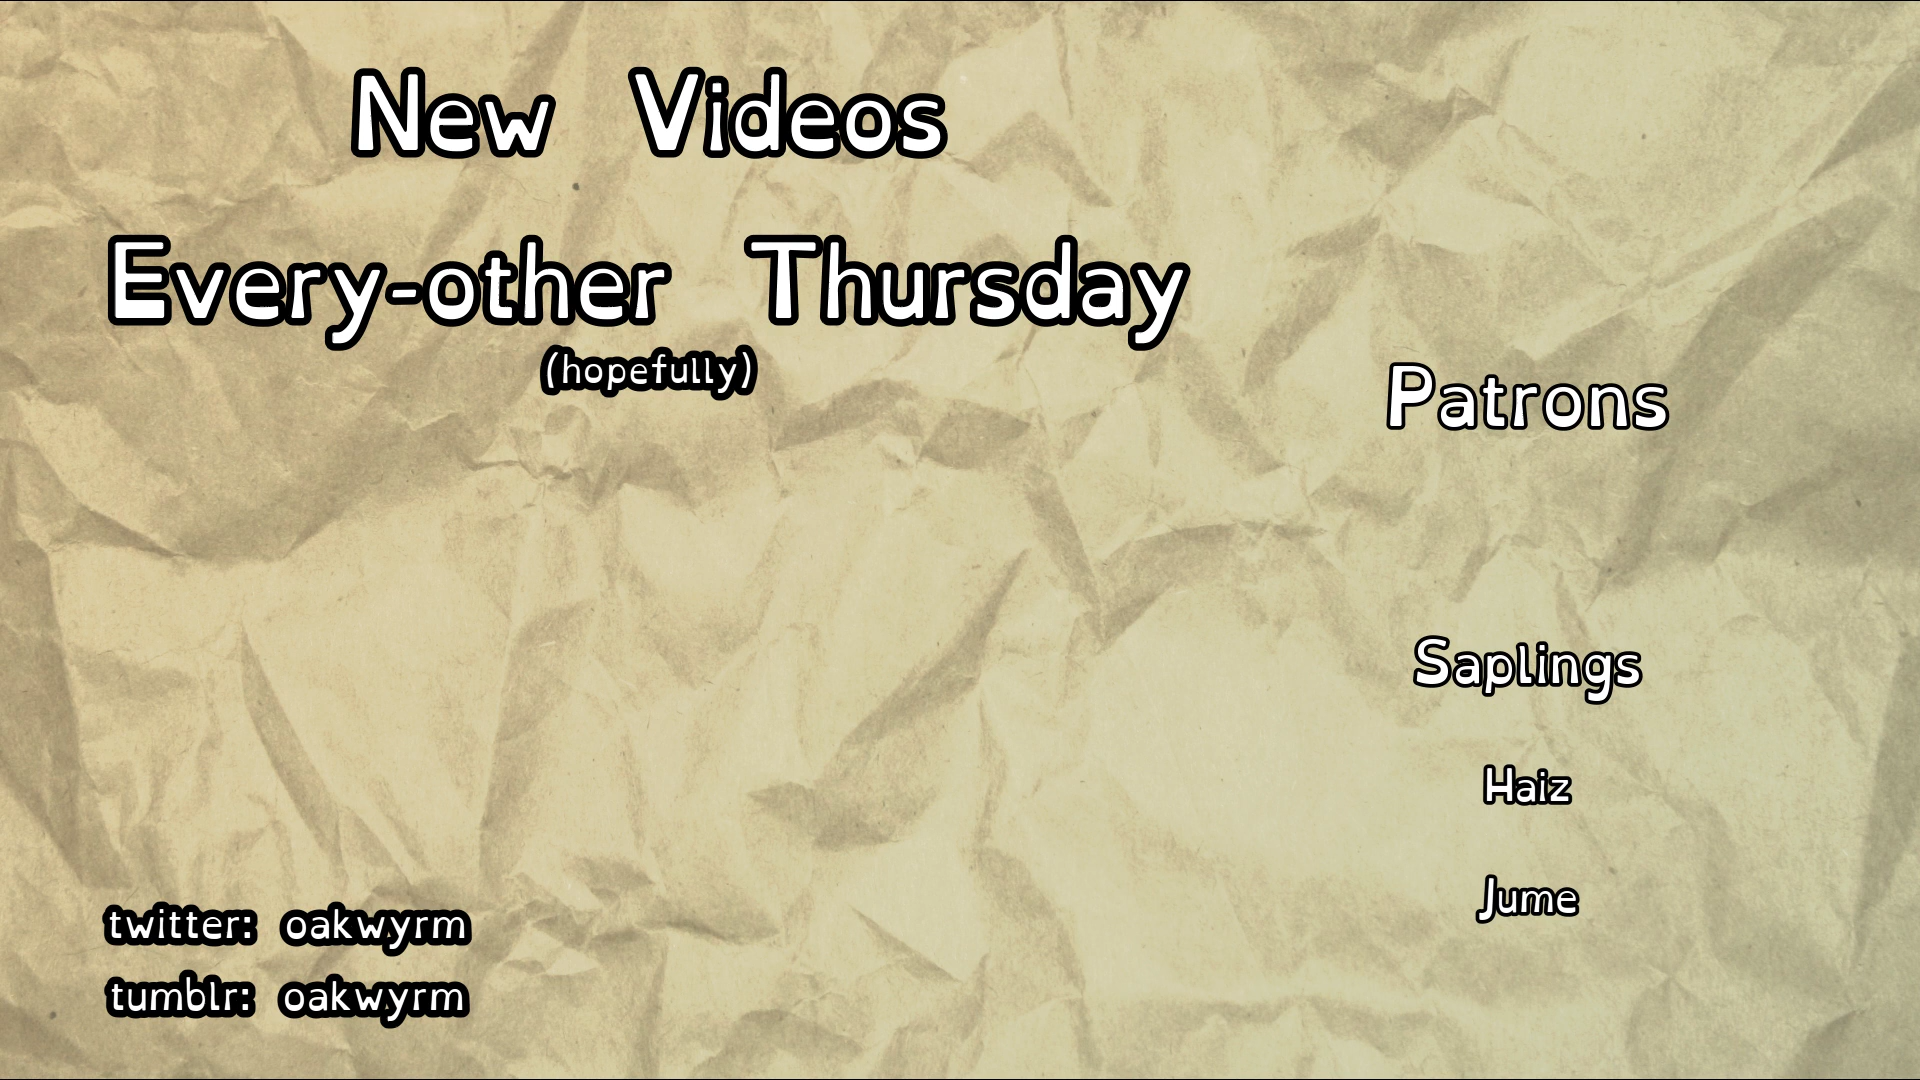 New Videos
Every-other Thursday
(hopefully)
Patrons
Saplings
Haiz
Jume
twitter: oakwyrm
tumblr: oakwyrm